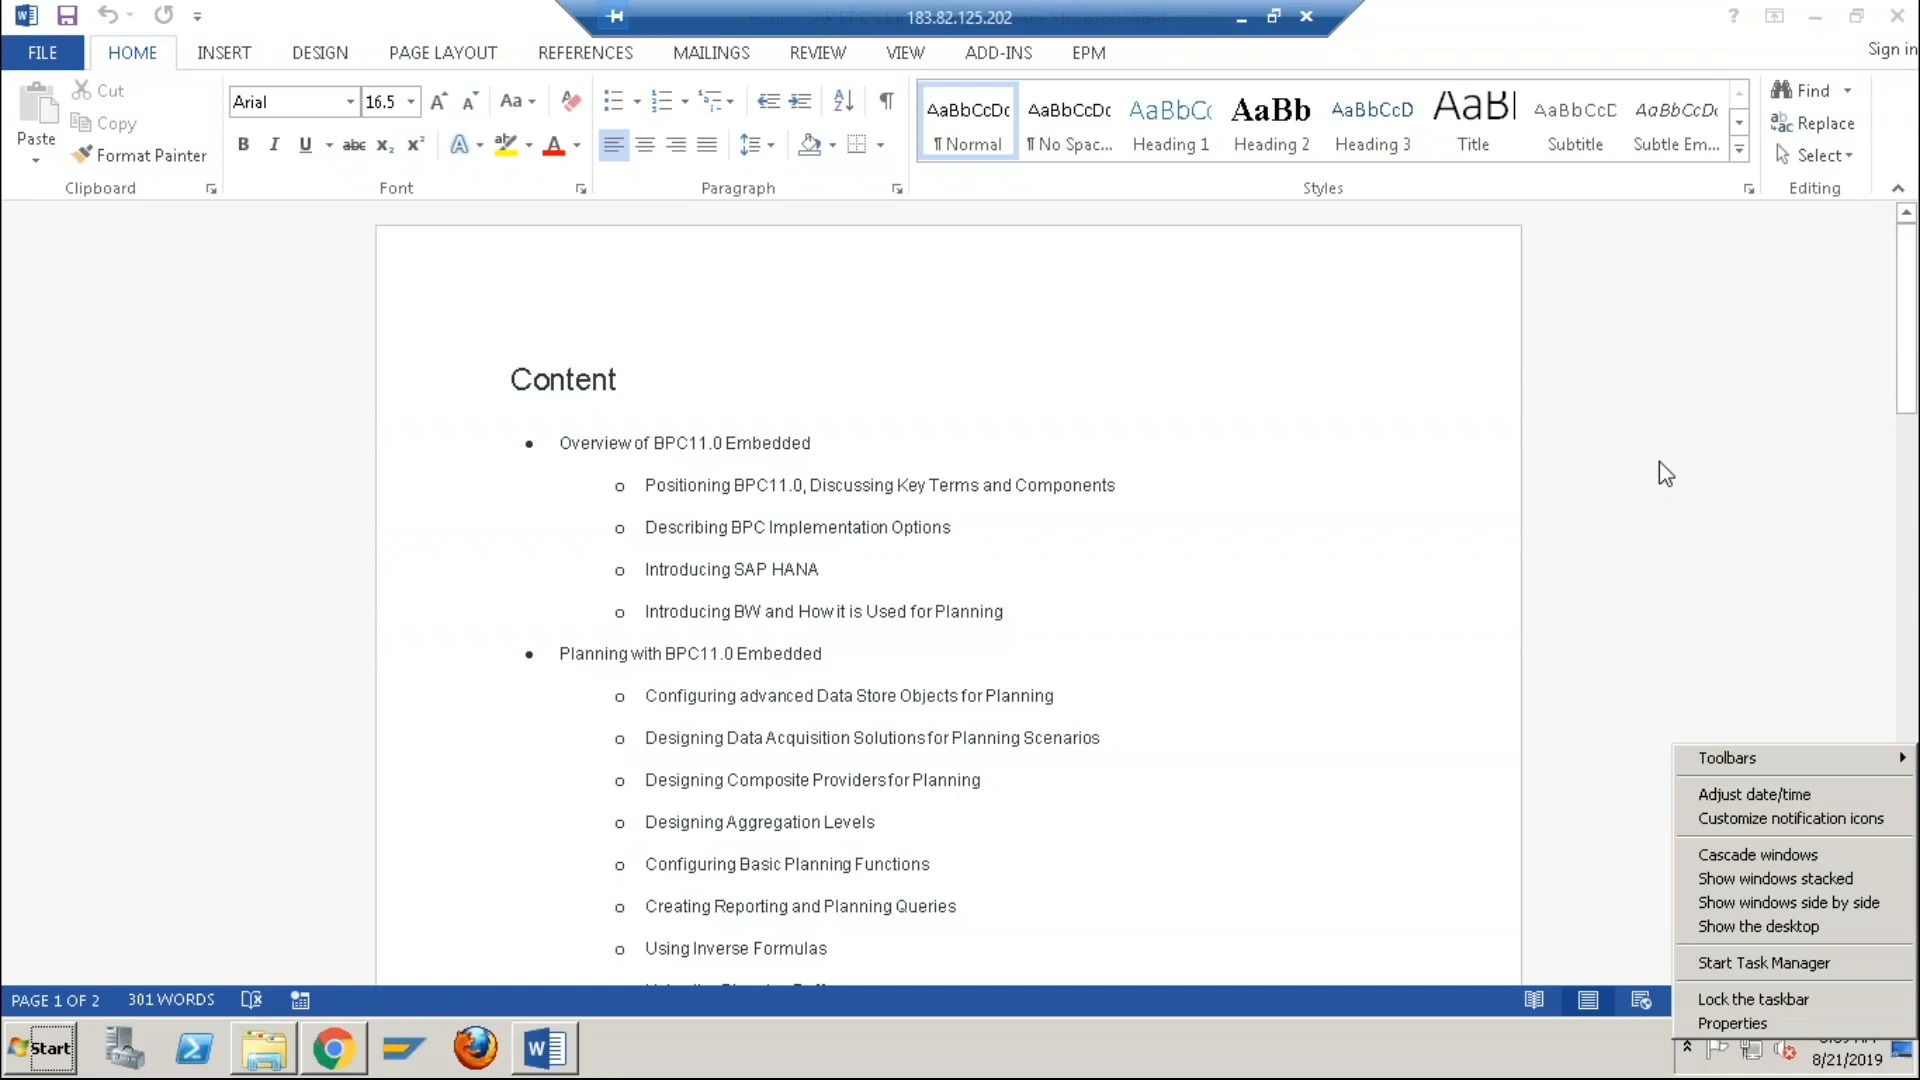 183.82.125.202
FILE HOME INSERT DESIGN PAGE LAYOUT REFERENCES MAILINGS REVIEW VIEW ADD-INS EPM Sign in
Paste
Cut
Copy
Format Painter
Clipboard
Arial 16.5
Font
Paragraph
AaBbCcDc AaBbCcDc AaBbC AaBb AaBbCcD AaB AaBbCcD AaBbCcDc
¶ Normal ¶ No Spac... Heading 1 Heading 2 Heading 3 Title Subtitle Subtle Em...
Styles
Find
Replace
Select
Editing
Content
• Overview of BPC11.0 Embedded
o Positioning BPC11.0, Discussing Key Terms and Components
o Describing BPC Implementation Options
o Introducing SAP HANA
o Introducing BW and How it is Used for Planning
• Planning with BPC11.0 Embedded
o Configuring advanced Data Store Objects for Planning
o Designing Data Acquisition Solutions for Planning Scenarios
o Designing Composite Providers for Planning
o Designing Aggregation Levels
o Configuring Basic Planning Functions
o Creating Reporting and Planning Queries
o Using Inverse Formulas
Toolbars
Adjust date/time
Customize notification icons
Cascade windows
Show windows stacked
Show windows side by side
Show the desktop
Start Task Manager
Lock the taskbar
Properties
PAGE 1 OF 2 301 WORDS
Start
8/21/2019